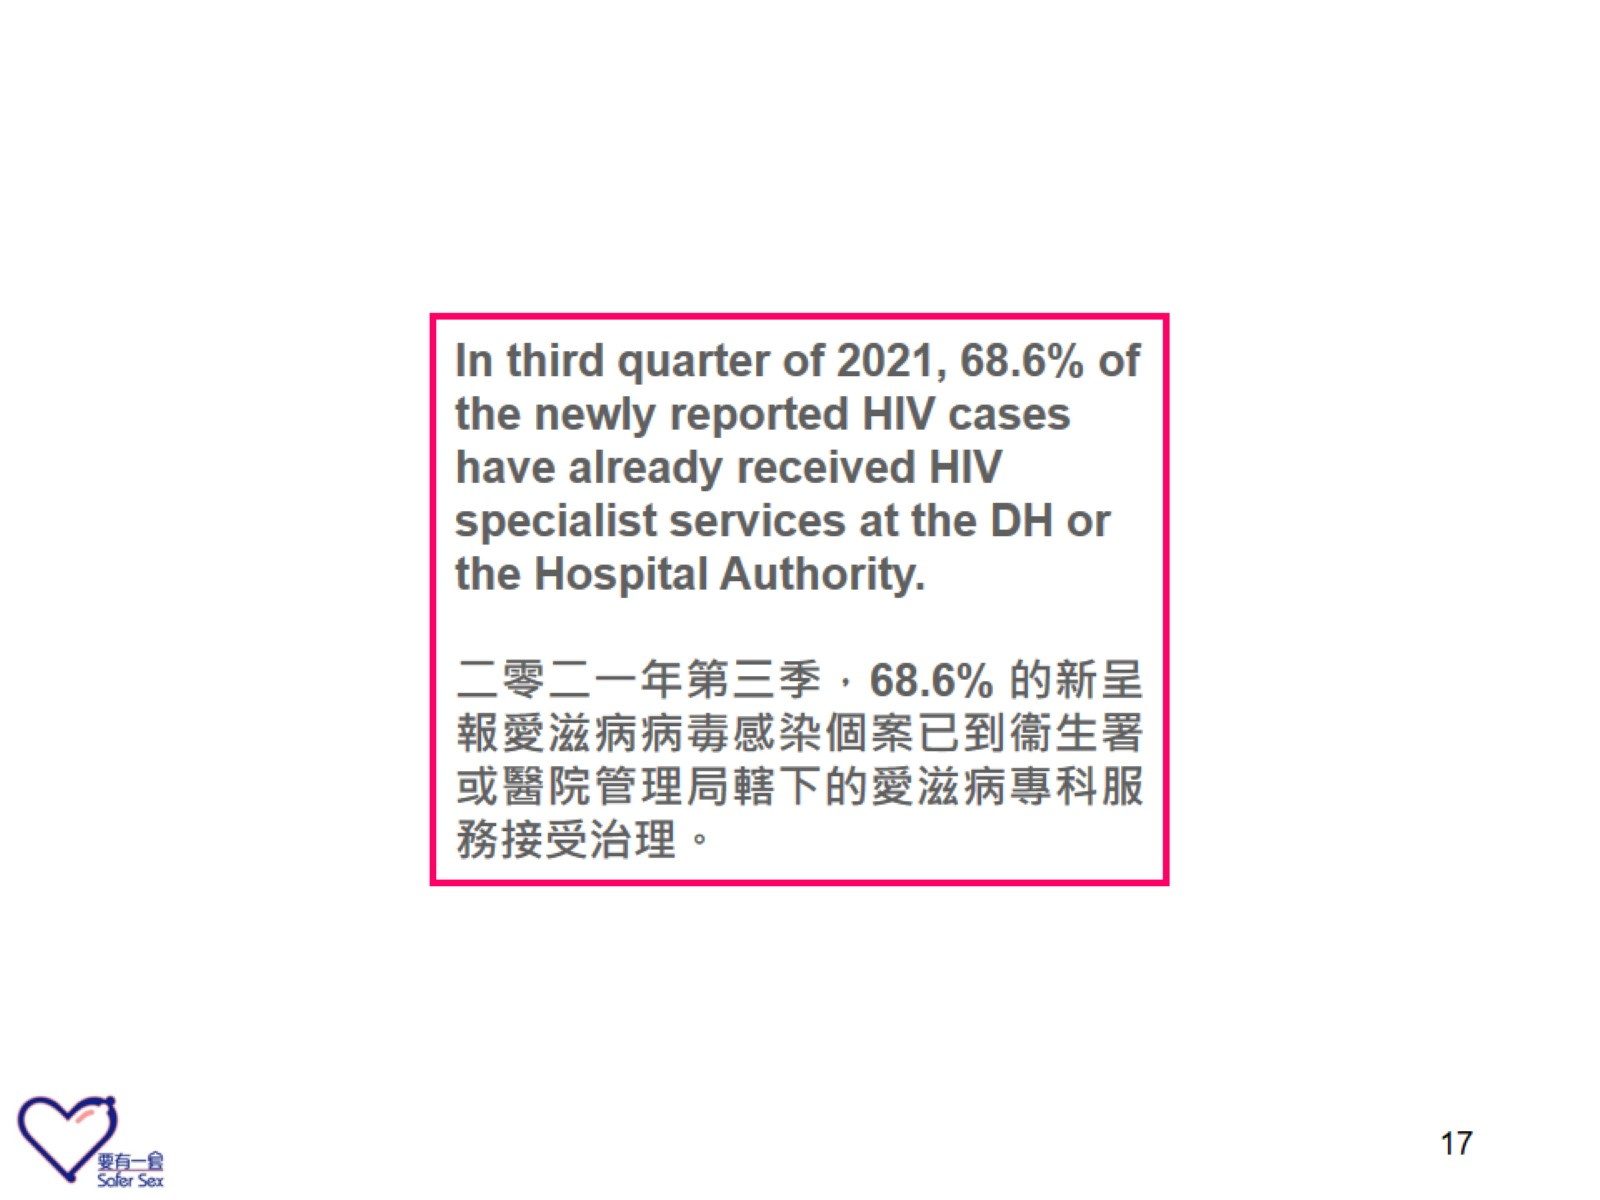 In third quarter of 2021, 68.6% of
the newly reported HIV cases
have already received HIV
specialist services at the DH or
the Hospital Authority.
二零二一年第三季，68.6% 的新呈
報愛滋病病毒感染個案已到衞生署
或醫院管理局轄下的愛滋病專科服
務接受治理。
要有一套
Safer Sex
17